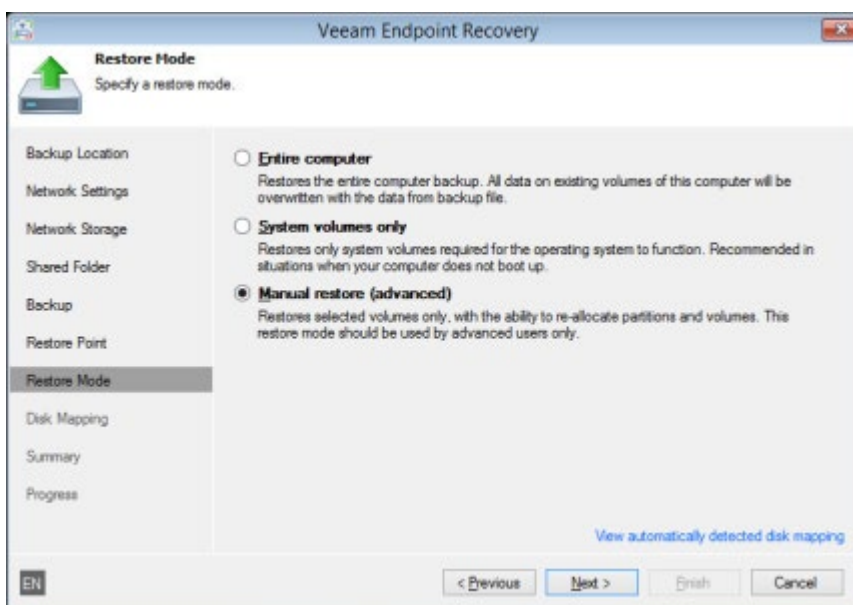 Veeam Endpoint Recovery
Restore Mode
Specify a restore mode.
Backup Location
Network Settings
Network Storage
Shared Folder
Backup
Restore Point
Restore Mode
Disk Mapping
Summary
Progress
Entire computer
Restores the entire computer backup. All data on existing volumes of this computer will be
overwritten with the data from backup file.
System volumes only
Restores only system volumes required for the operating system to function. Recommended in
situations when your computer does not boot up.
Manual restore (advanced)
Restores selected volumes only, with the ability to re-allocate partitions and volumes. This
restore mode should be used by advanced users only.
View automatically detected disk mapping
EN
< Previous
Next >
Finish
Cancel